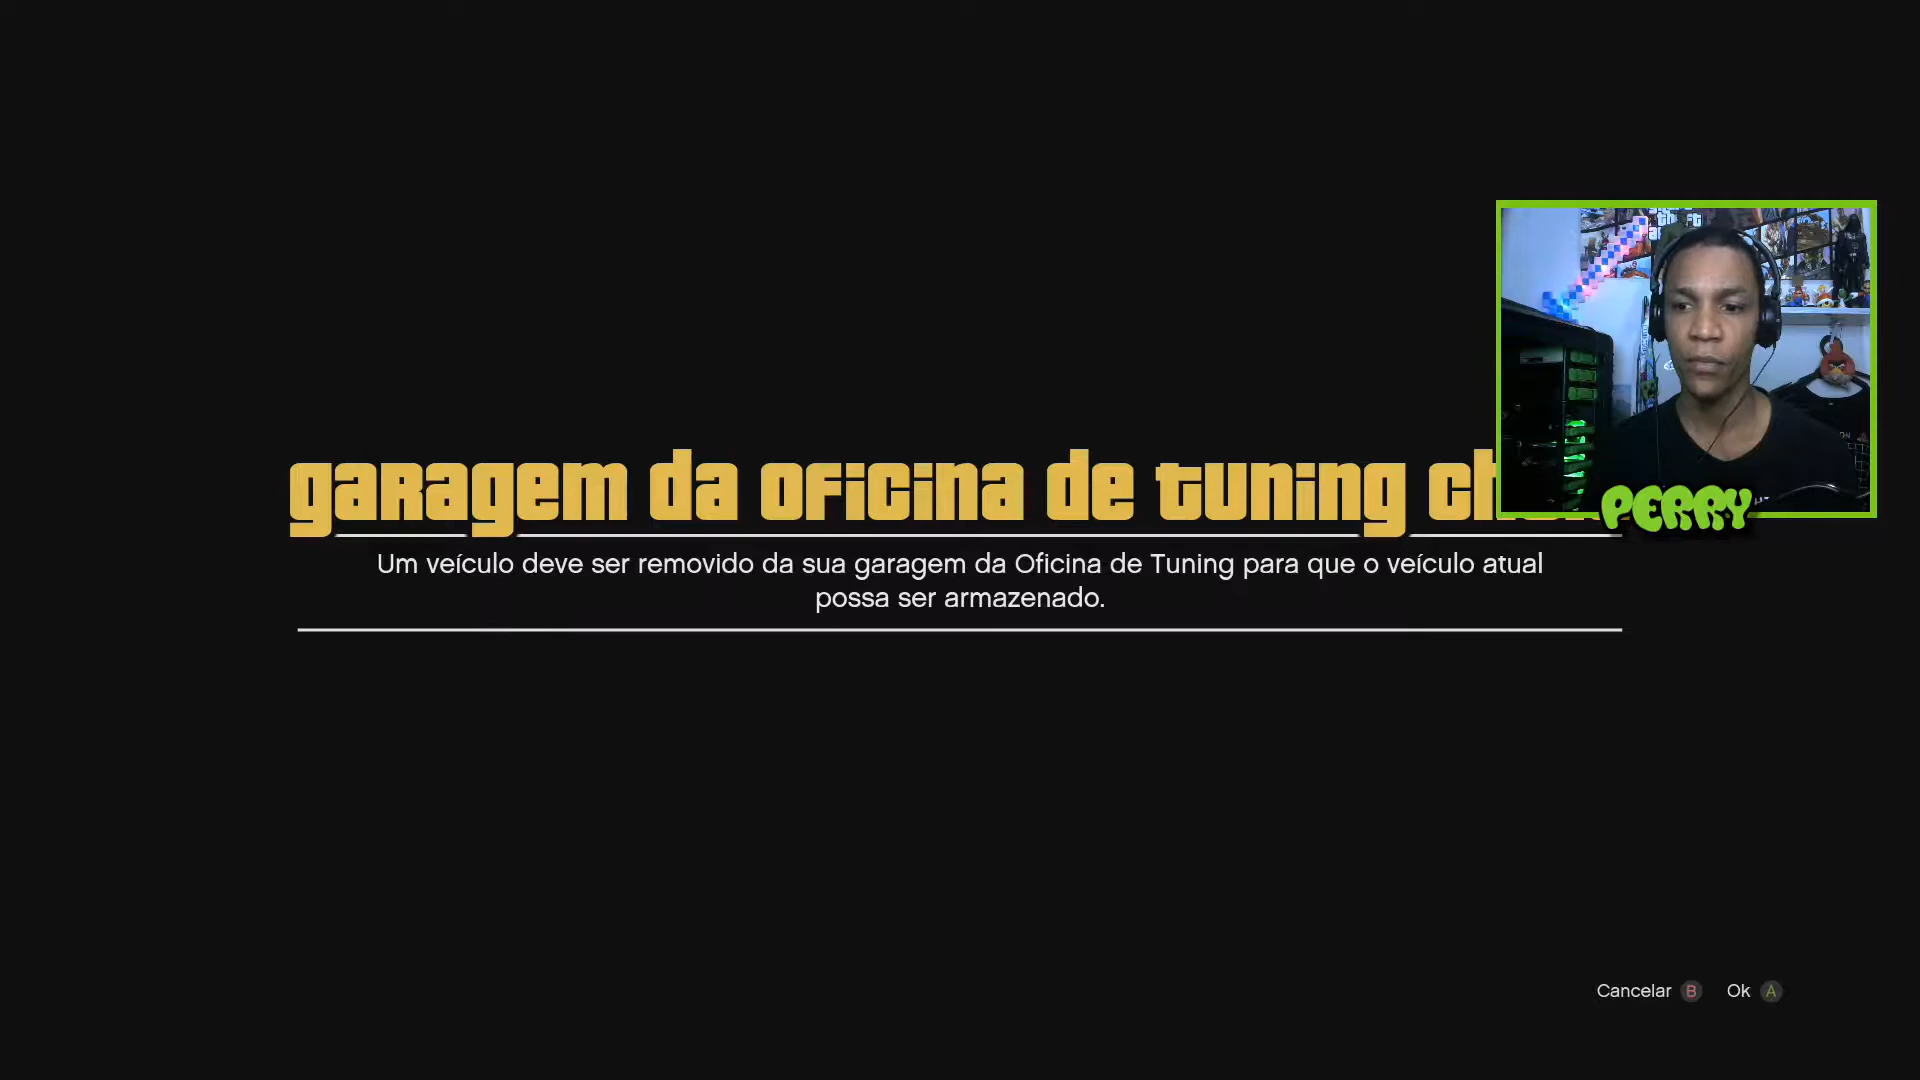 garagem da oficina de tuning
Um veículo deve ser removido da sua garagem da Oficina de Tuning para que o veículo atual
possa ser armazenado.
PERRY
Cancelar B Ok A